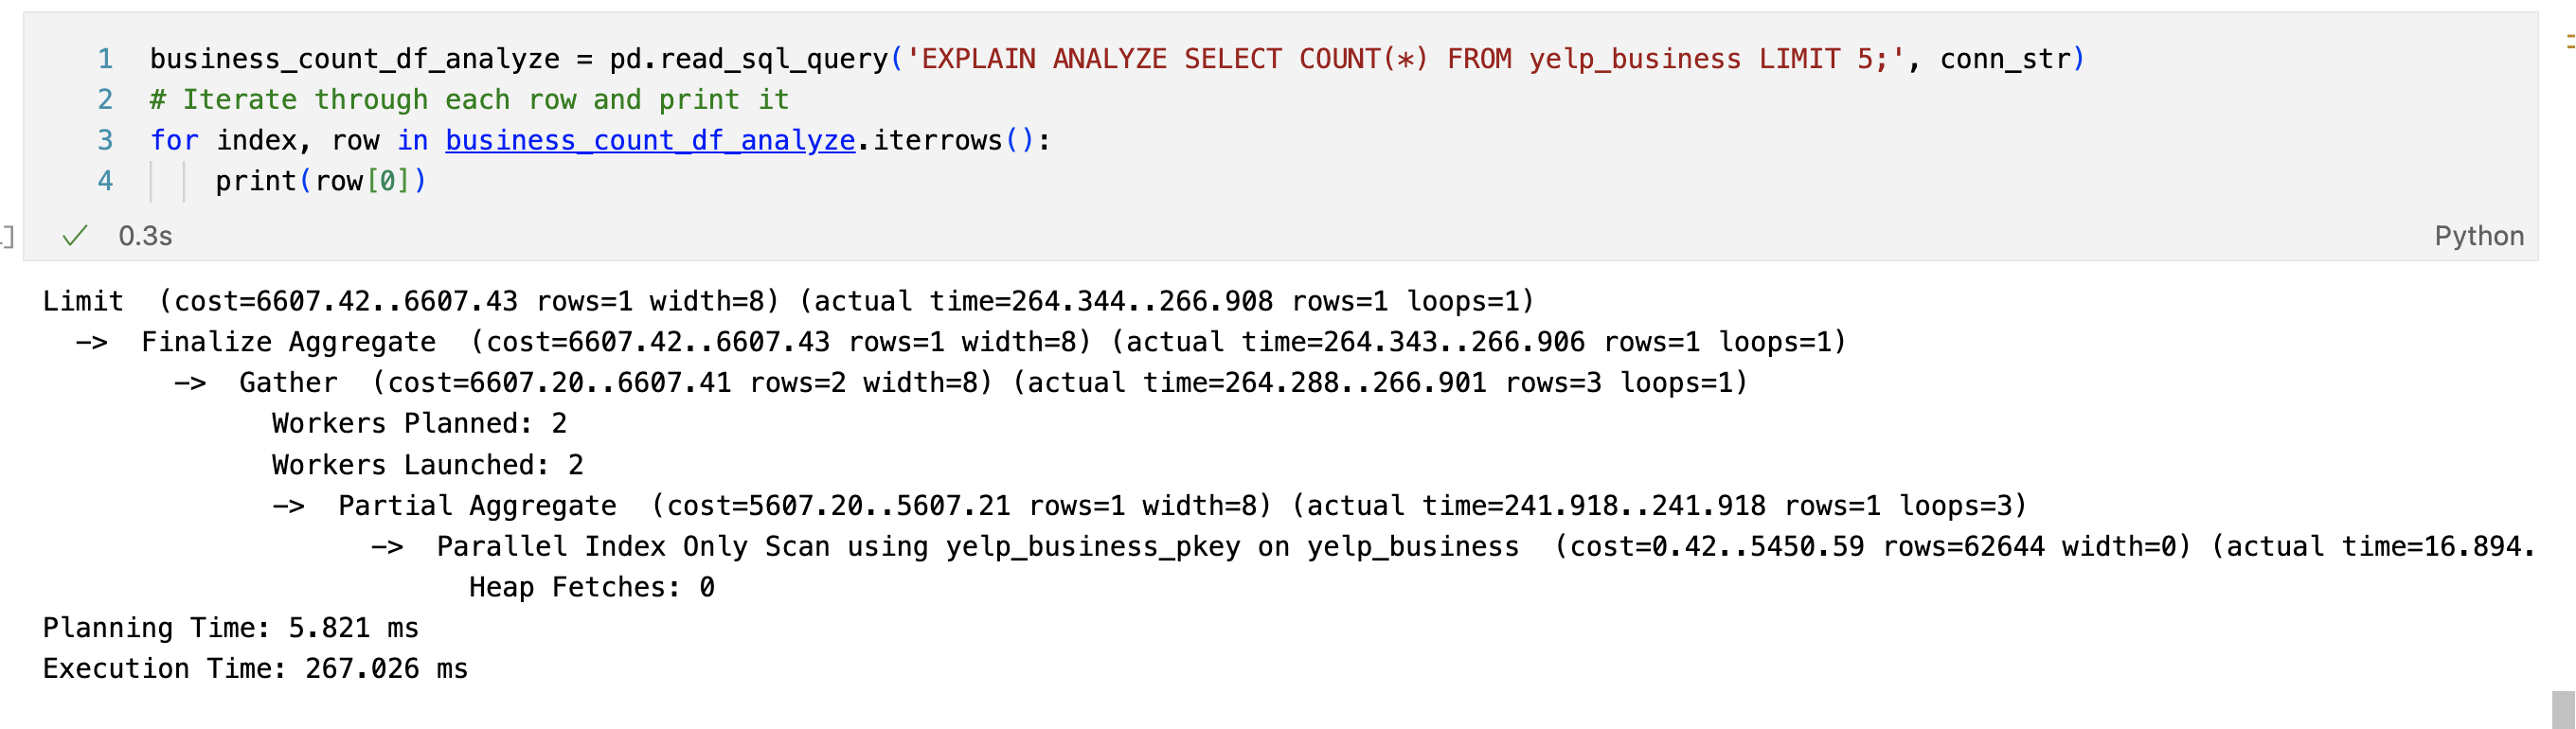 1 business_count_df_analyze = pd.read_sql_query('EXPLAIN ANALYZE SELECT COUNT(*) FROM yelp_business LIMIT 5;', conn_str)
2 # Iterate through each row and print it
3 for index, row in business_count_df_analyze.iterrows():
4     print(row[0])
] ✓ 0.3s Python
Limit  (cost=6607.42..6607.43 rows=1 width=8) (actual time=264.344..266.908 rows=1 loops=1)
  ->  Finalize Aggregate  (cost=6607.42..6607.43 rows=1 width=8) (actual time=264.343..266.906 rows=1 loops=1)
        ->  Gather  (cost=6607.20..6607.41 rows=2 width=8) (actual time=264.288..266.901 rows=3 loops=1)
              Workers Planned: 2
              Workers Launched: 2
              ->  Partial Aggregate  (cost=5607.20..5607.21 rows=1 width=8) (actual time=241.918..241.918 rows=1 loops=3)
                    ->  Parallel Index Only Scan using yelp_business_pkey on yelp_business  (cost=0.42..5450.59 rows=62644 width=0) (actual time=16.894.
                          Heap Fetches: 0
Planning Time: 5.821 ms
Execution Time: 267.026 ms